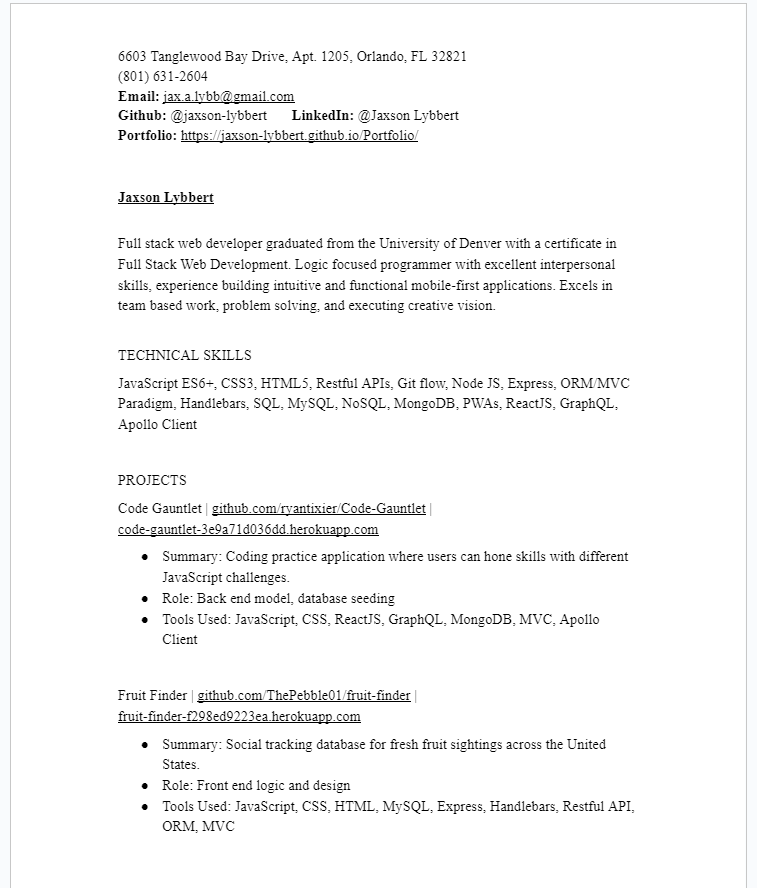 6603 Tanglewood Bay Drive, Apt. 1205, Orlando, FL 32821
(801) 631-2604
Email: jax.a.lybb@gmail.com
Github: @jaxson-lybbert LinkedIn: @Jaxson Lybbert
Portfolio: https://jaxson-lybbert.github.io/Portfolio/
Jaxson Lybbert
Full stack web developer graduated from the University of Denver with a certificate in
Full Stack Web Development. Logic focused programmer with excellent interpersonal
skills, experience building intuitive and functional mobile-first applications. Excels in
team based work, problem solving, and executing creative vision.
TECHNICAL SKILLS
JavaScript ES6+, CSS3, HTML5, Restful APIs, Git flow, Node JS, Express, ORM/MVC
Paradigm, Handlebars, SQL, MySQL, NoSQL, MongoDB, PWAs, ReactJS, GraphQL,
Apollo Client
PROJECTS
Code Gauntlet | github.com/ryantixier/Code-Gauntlet |
code-gauntlet-3e9a71d036dd.herokuapp.com
● Summary: Coding practice application where users can hone skills with different
JavaScript challenges.
● Role: Back end model, database seeding
● Tools Used: JavaScript, CSS, ReactJS, GraphQL, MongoDB, MVC, Apollo
Client
Fruit Finder | github.com/ThePebble01/fruit-finder |
fruit-finder-f298ed9223ea.herokuapp.com
● Summary: Social tracking database for fresh fruit sightings across the United
States.
● Role: Front end logic and design
● Tools Used: JavaScript, CSS, HTML, MySQL, Express, Handlebars, Restful API,
ORM, MVC